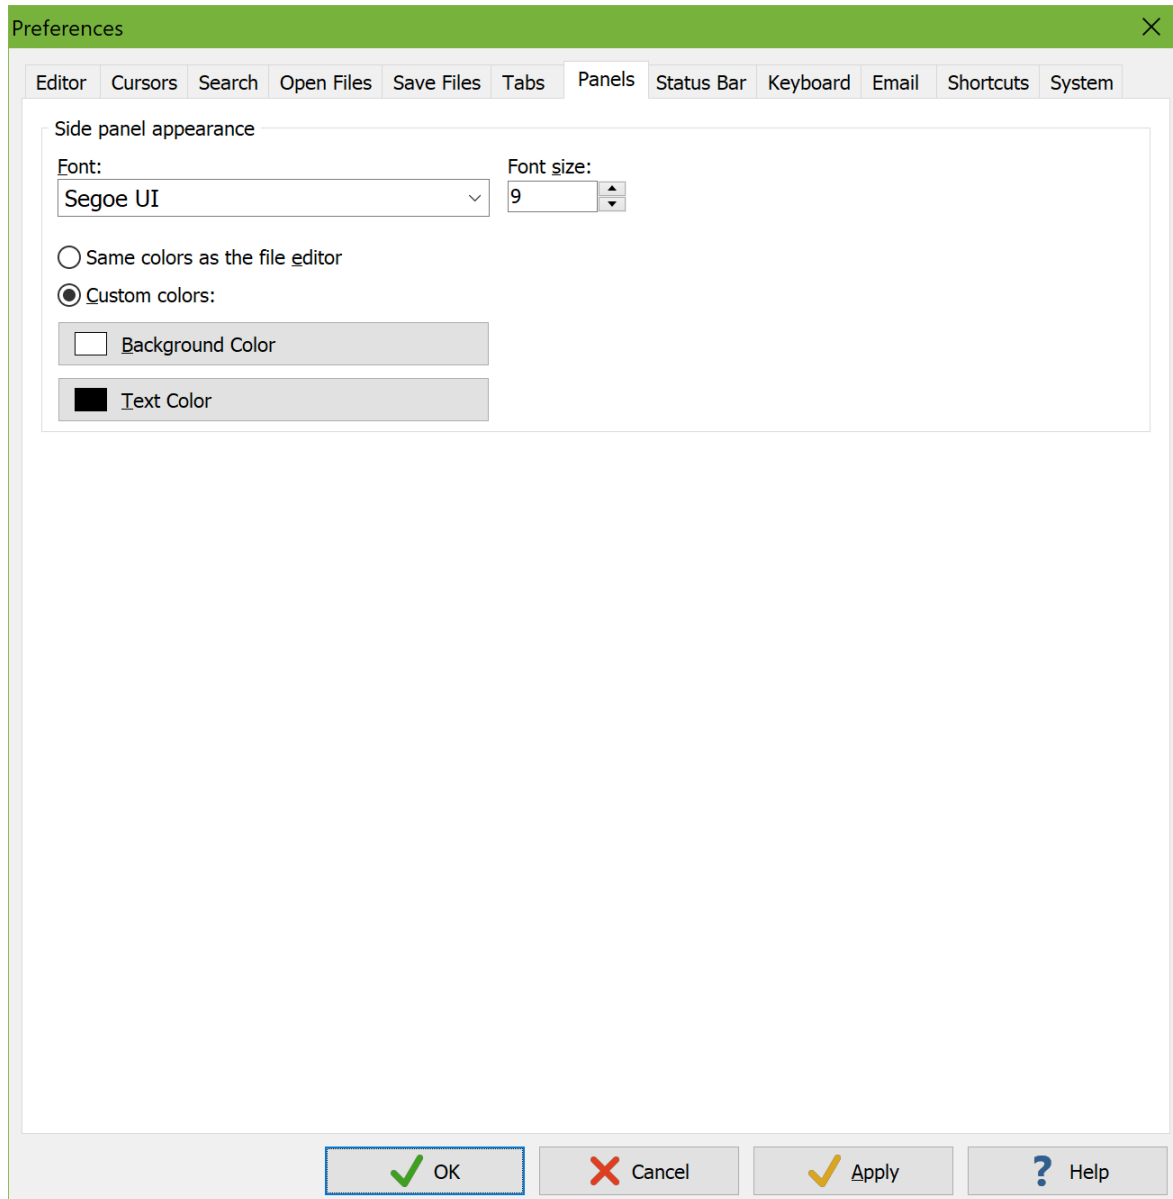 Preferences
Editor Cursors Search Open Files Save Files Tabs Panels Status Bar Keyboard Email Shortcuts System
Side panel appearance
Font: Font size:
Segoe UI 9
Same colors as the file editor
Custom colors:
Background Color
Text Color
OK Cancel Apply ? Help